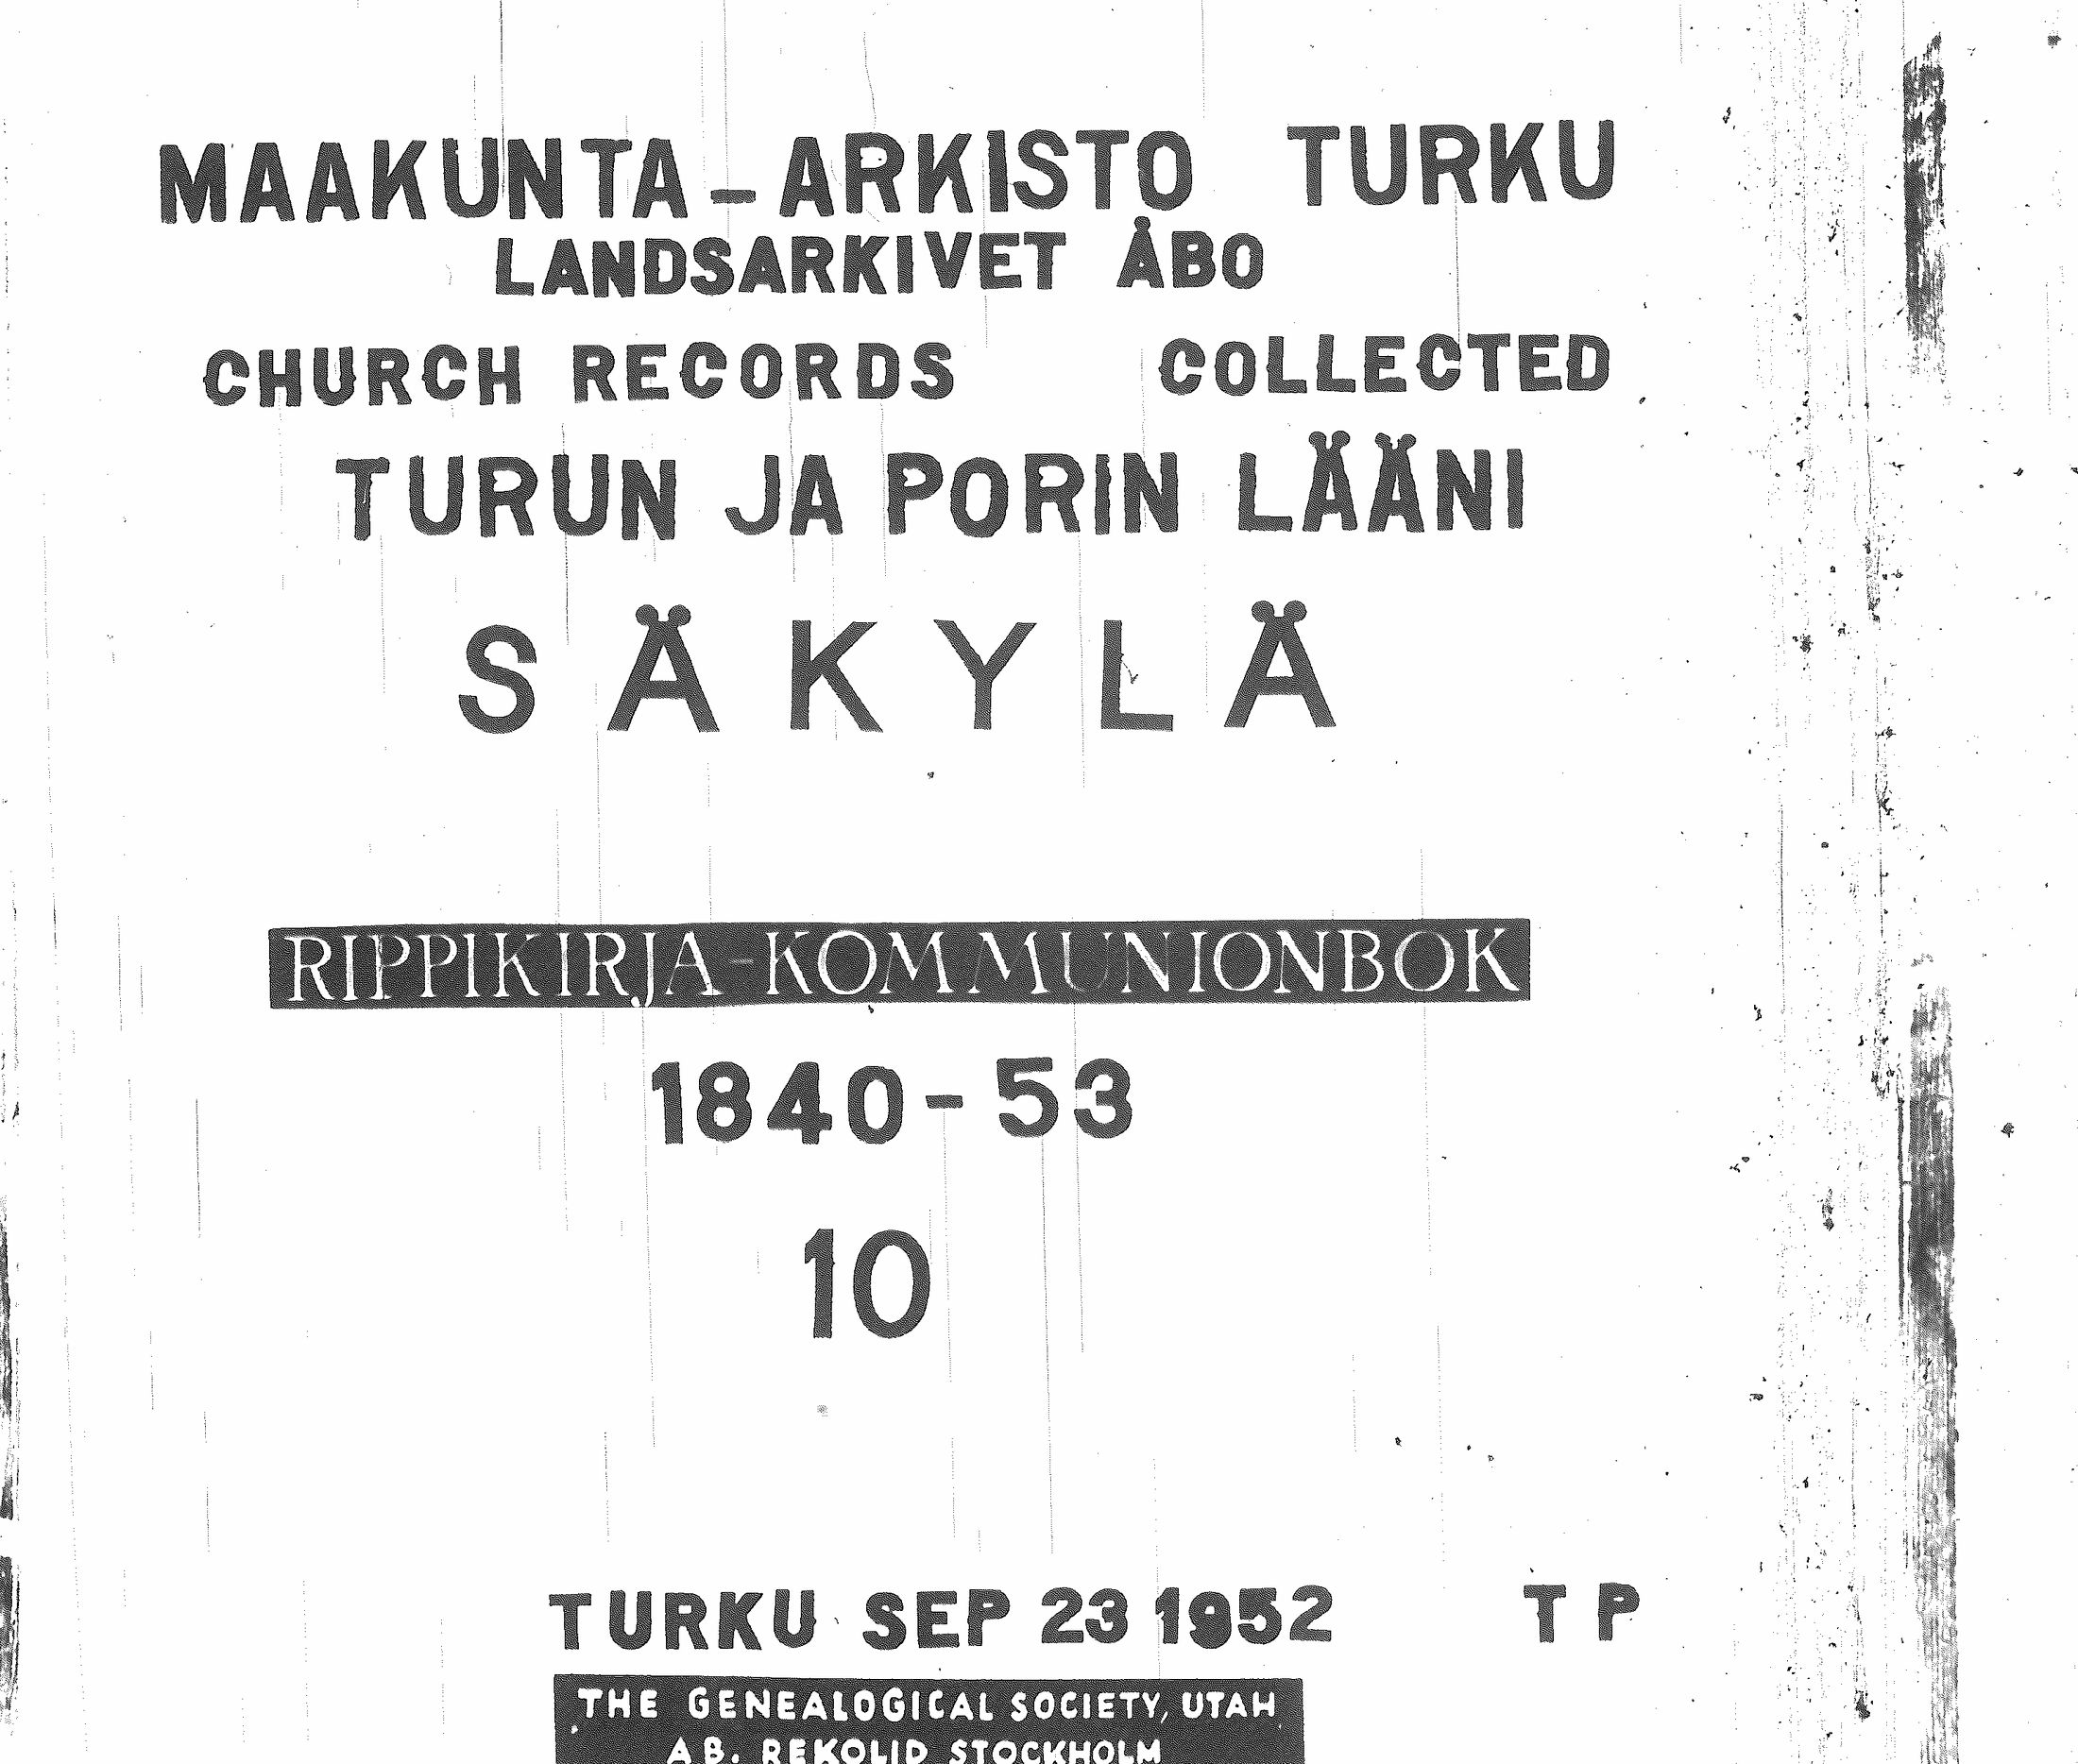 MAAKUNTA-ARKISTO TURKU
LANDSARKIVET ÅBO
CHURCH RECORDS COLLECTED
TURUN JA PORIN LÄÄNI
SÄKYLÄ
RIPPIKIRJA-KOMMUNIONBOK
1840-53
10
TURKU SEP 23 1952 T P
THE GENEALOGICAL SOCIETY, UTAH
AB. REKOLID STOCKHOLM